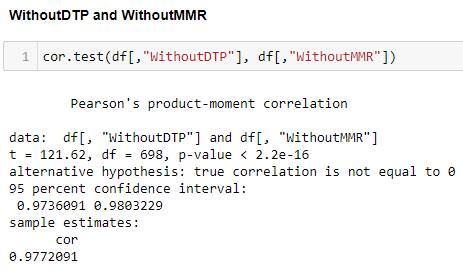 WithoutDTP and WithoutMMR
1 cor.test(df[,"WithoutDTP"], df[,"WithoutMMR"])
Pearson's product-moment correlation
data:  df[, "WithoutDTP"] and df[, "WithoutMMR"]
t = 121.62, df = 698, p-value < 2.2e-16
alternative hypothesis: true correlation is not equal to 0
95 percent confidence interval:
0.9736091 0.9803229
sample estimates:
cor
0.9772091